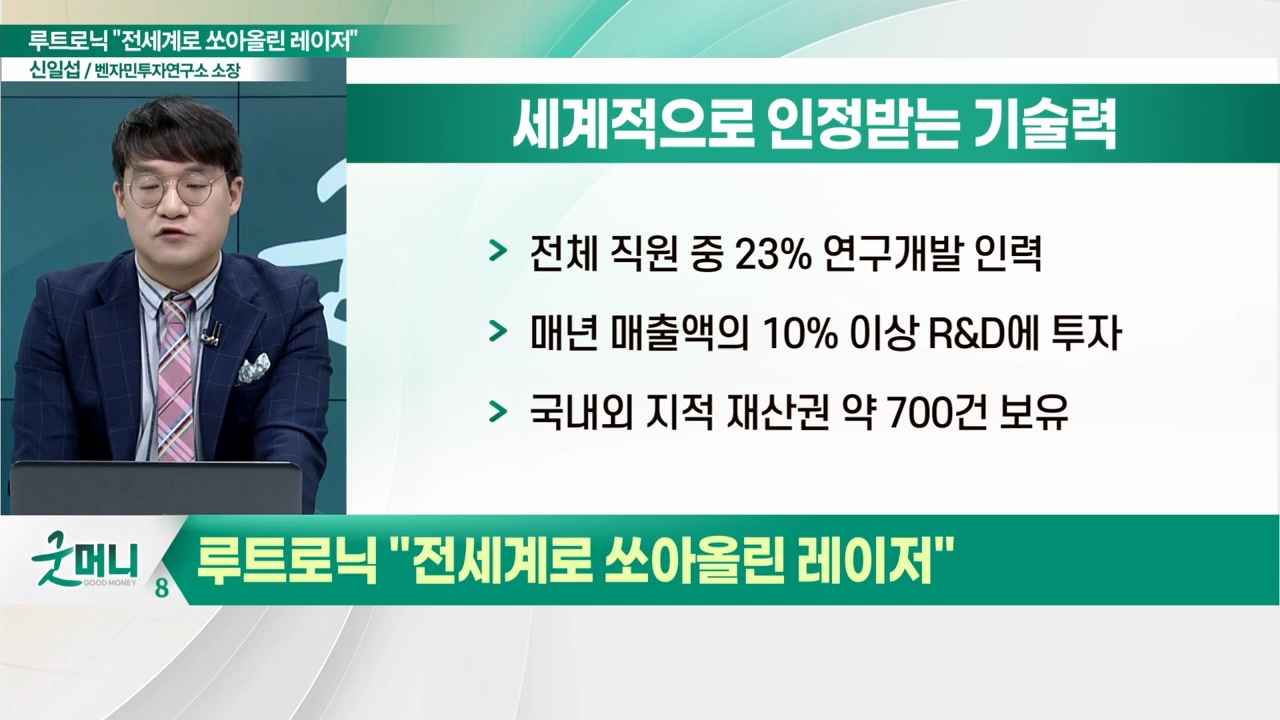 루트로닉 "전세계로 쏘아올린 레이저"
신일섭 / 벤자민투자연구소 소장
세계적으로 인정받는 기술력
> 전체 직원 중 23% 연구개발 인력
> 매년 매출액의 10% 이상 R&D에 투자
> 국내외 지적 재산권 약 700건 보유
굿머니
GOOD MONEY
8
루트로닉 "전세계로 쏘아올린 레이저"